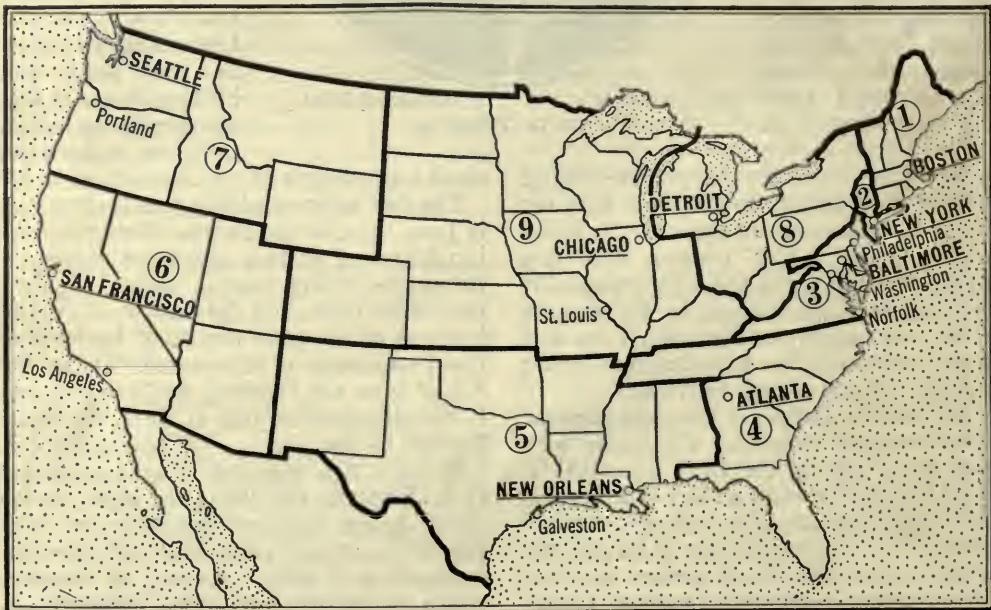 SEATTLE
Portland
7
1
BOSTON
2
DETROIT
NEW YORK
9
8
CHICAGO
Philadelphia
BALTIMORE
6
SAN FRANCISCO
3
Washington
St. Louis
Norfolk
Los Angeles
ATLANTA
5
4
NEW ORLEANS
Galveston